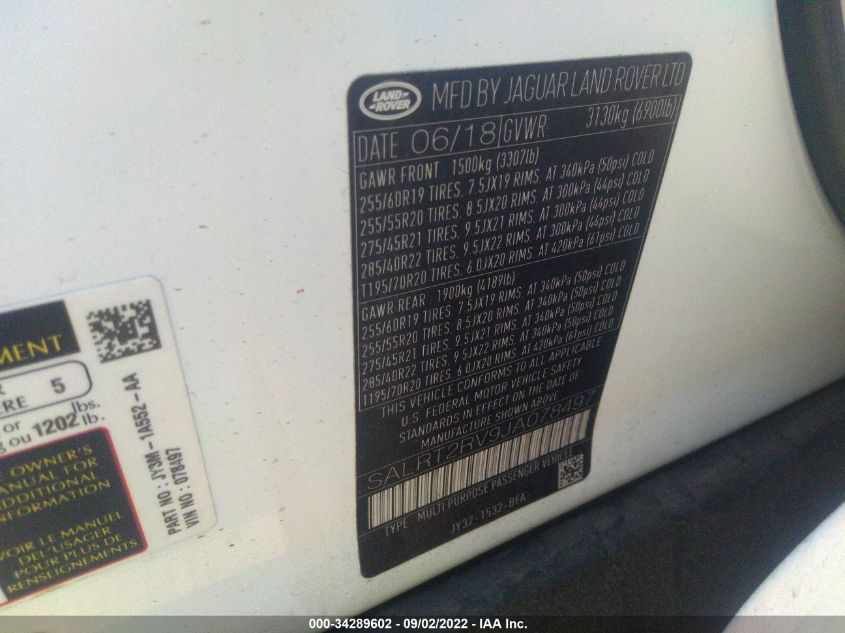 LAND ROVER
MFD BY JAGUAR LAND ROVER LTD
DATE 06/18 GVWR 3130kg (6900lb)
GAWR FRONT 1500kg (3307lb)
255/60R19 TIRES. 7.5JX19 RIMS. AT 340kPa (50psi) COLD
255/55R20 TIRES. 8.5JX20 RIMS. AT 300kPa (44psi) COLD
275/45R21 TIRES. 9.5JX21 RIMS. AT 300kPa (44psi) COLD
285/40R22 TIRES. 9.5JX22 RIMS. AT 300kPa (44psi) COLD
T195/70R20 TIRES. 6.0JX20 RIMS. AT 420kPa (61psi) COLD
GAWR REAR 1900kg (4189lb)
255/60R19 TIRES. 7.5JX19 RIMS. AT 340kPa (50psi) COLD
255/55R20 TIRES. 8.5JX20 RIMS. AT 340kPa (50psi) COLD
275/45R21 TIRES. 9.5JX21 RIMS. AT 340kPa (50psi) COLD
285/40R22 TIRES. 9.5JX22 RIMS. AT 340kPa (50psi) COLD
T195/70R20 TIRES. 6.0JX20 RIMS. AT 420kPa (61psi) COLD
THIS VEHICLE CONFORMS TO ALL APPLICABLE
U.S. FEDERAL MOTOR VEHICLE SAFETY
STANDARDS IN EFFECT ON THE DATE OF
MANUFACTURE SHOWN ABOVE
SALRT2RV9JA078497
TYPE MULTI PURPOSE PASSENGER VEHICLE
JY32-1532-BFA
MENT
R
ERE 5
or lbs.
s ou 1202 lb.
OWNER'S
MANUAL FOR
ADDITIONAL
INFORMATION
VOIR LE MANUEL
DEL'USAGER
POUR PLUS DE
RENSEIGNEMENTS
PART NO : JY3M-1A552-AA
VIN NO : 078497
000-34289602 - 09/02/2022 - IAA Inc.